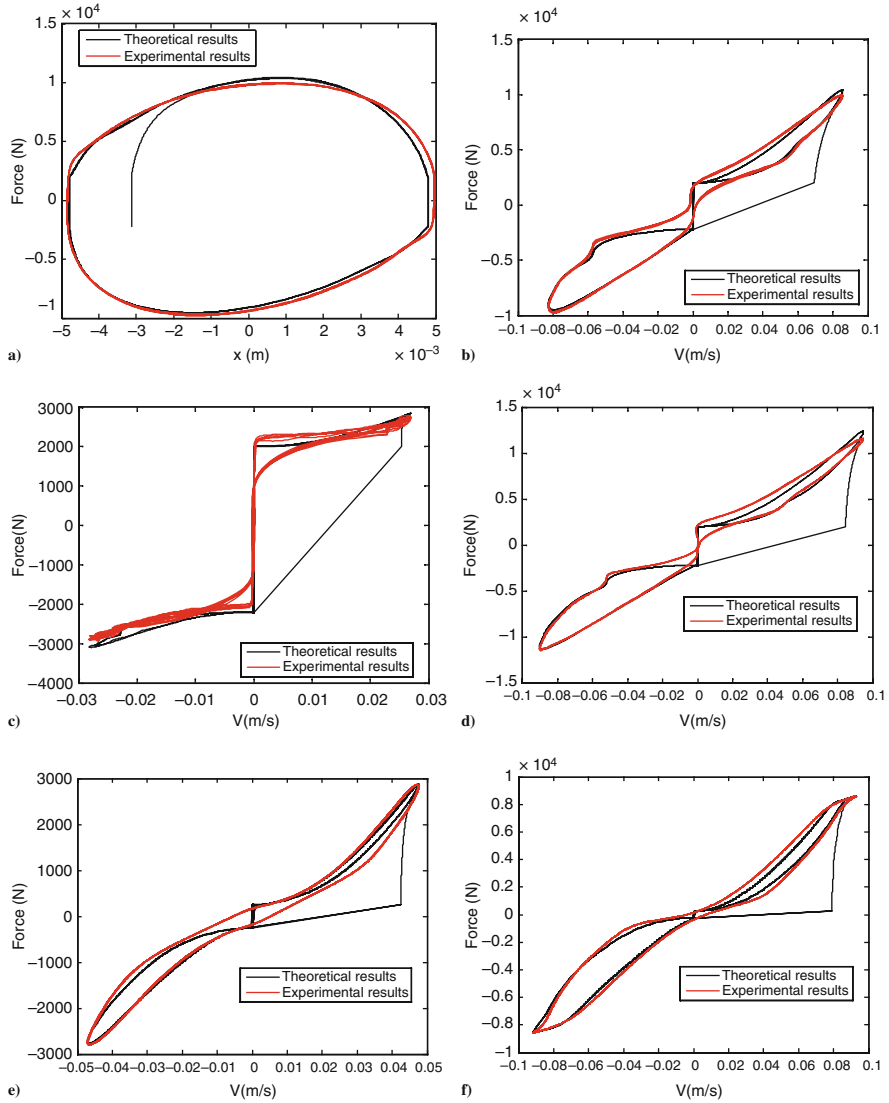 × 10⁴
1.5
1
0.5
0
−0.5
−1
Force (N)
Theoretical results
Experimental results
−5 −4 −3 −2 −1 0 1 2 3 4 5
x (m)
× 10⁻³
a)
× 10⁴
1.5
1
0.5
0
−0.5
−1
Force (N)
Theoretical results
Experimental results
−0.1 −0.08 −0.06 −0.04 −0.02 0 0.02 0.04 0.06 0.08 0.1
V(m/s)
b)
3000
2000
1000
0
−1000
−2000
−3000
−4000
Force(N)
Theoretical results
Experimental results
−0.03 −0.02 −0.01 0 0.01 0.02 0.03
V(m/s)
c)
× 10⁴
1.5
1
0.5
0
−0.5
−1
−1.5
Force(N)
Theoretical results
Experimental results
−0.1 −0.08 −0.06 −0.04 −0.02 0 0.02 0.04 0.06 0.08 0.1
V(m/s)
d)
3000
2000
1000
0
−1000
−2000
−3000
Force (N)
Theoretical results
Experimental results
−0.05 −0.04 −0.03 −0.02 −0.01 0 0.01 0.02 0.03 0.04 0.05
V(m/s)
e)
× 10⁴
1
0.8
0.6
0.4
0.2
0
−0.2
−0.4
−0.6
−0.8
−1
Force (N)
Theoretical results
Experimental results
−0.1 −0.08 −0.06 −0.04 −0.02 0 0.02 0.04 0.06 0.08 0.1
V(m/s)
f)